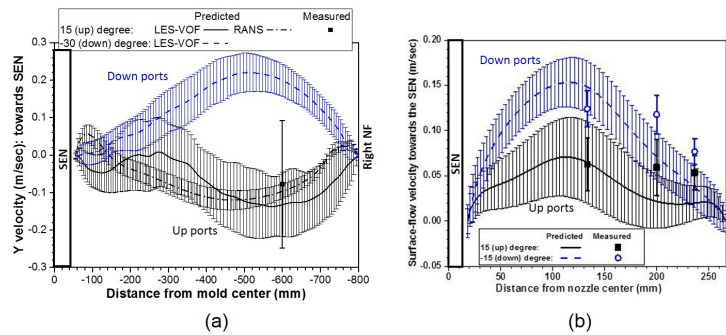 Predicted Measured
15 (up) degree: LES-VOF RANS
-30 (down) degree: LES-VOF
Y velocity (m/sec): towards SEN
0.3
0.2
0.1
0.0
-0.1
-0.2
-0.3
SEN
Down ports
Up ports
Right NF
0 -100 -200 -300 -400 -500 -600 -700 -800
Distance from mold center (mm)
(a)
Surface-flow velocity towards the SEN (m/sec)
0.20
0.15
0.10
0.05
0.00
-0.05
SEN
Down ports
Up ports
Predicted Measured
15 (up) degree:
-15 (down) degree:
0 50 100 150 200 250
Distance from nozzle center (mm)
(b)